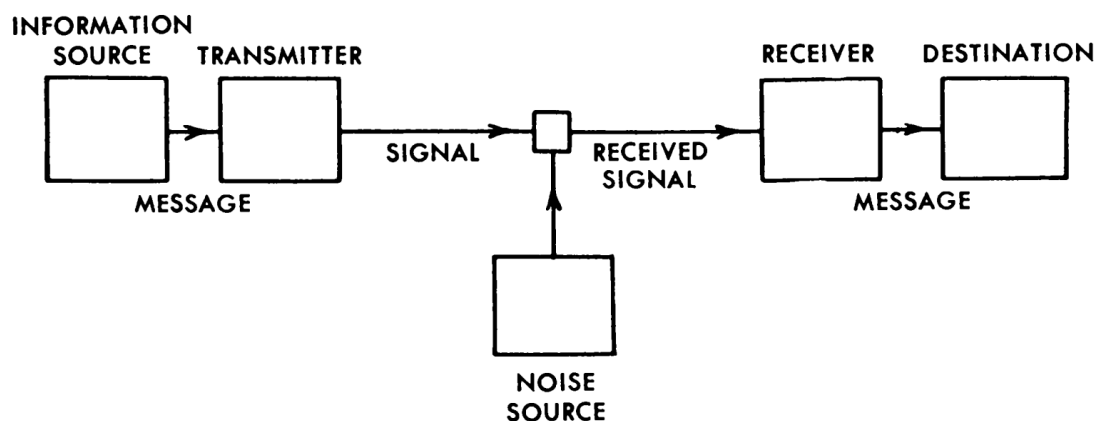 INFORMATION
SOURCE
TRANSMITTER
RECEIVER
DESTINATION
SIGNAL
RECEIVED
SIGNAL
MESSAGE
MESSAGE
NOISE
SOURCE